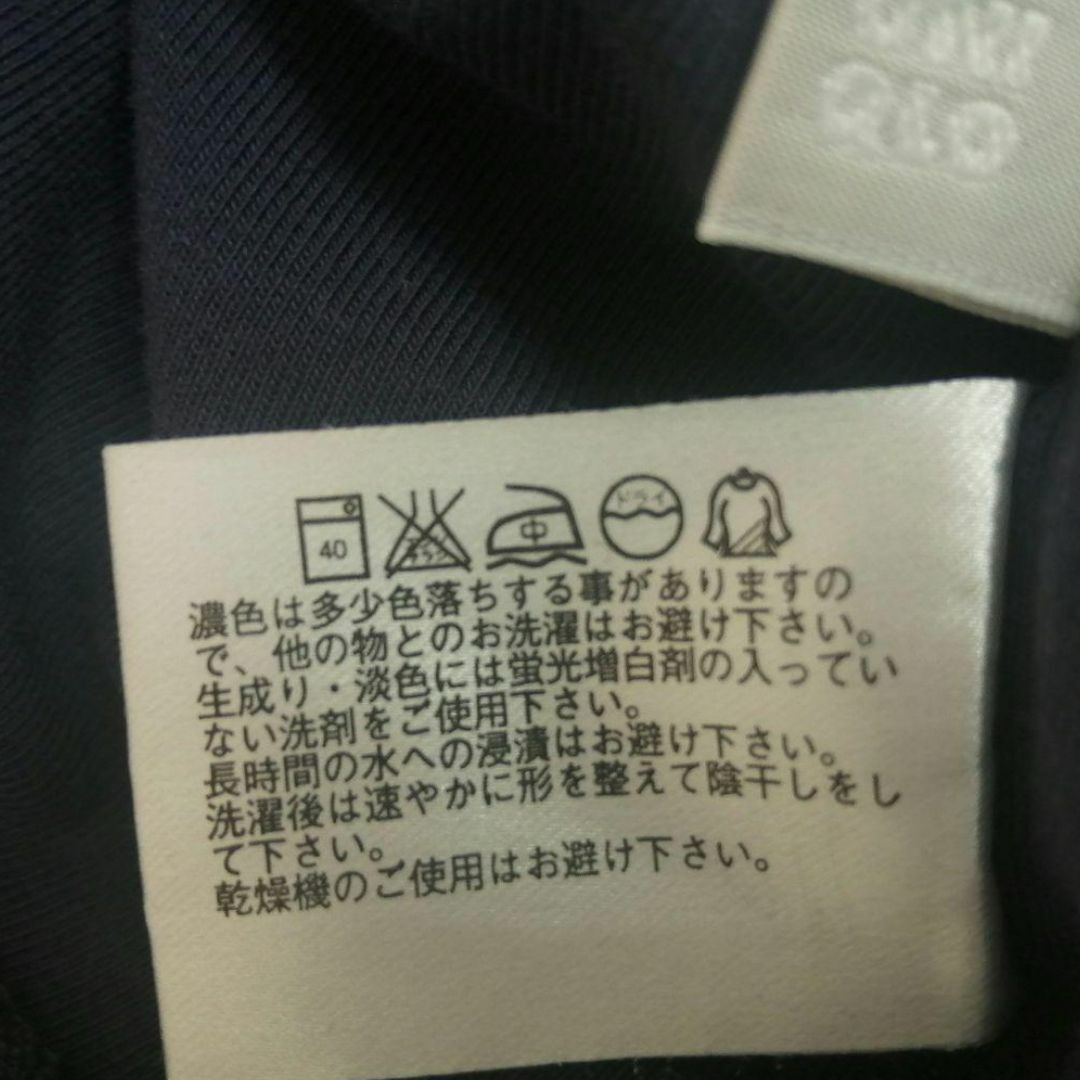 40
中
ドライ
濃色は多少色落ちする事がありますの
で、他の物とのお洗濯はお避け下さい。
生成り・淡色には蛍光増白剤の入ってい
ない洗剤をご使用下さい。
長時間の水への浸漬はお避け下さい。
洗濯後は速やかに形を整えて陰干しをし
て下さい。
乾燥機のご使用はお避け下さい。